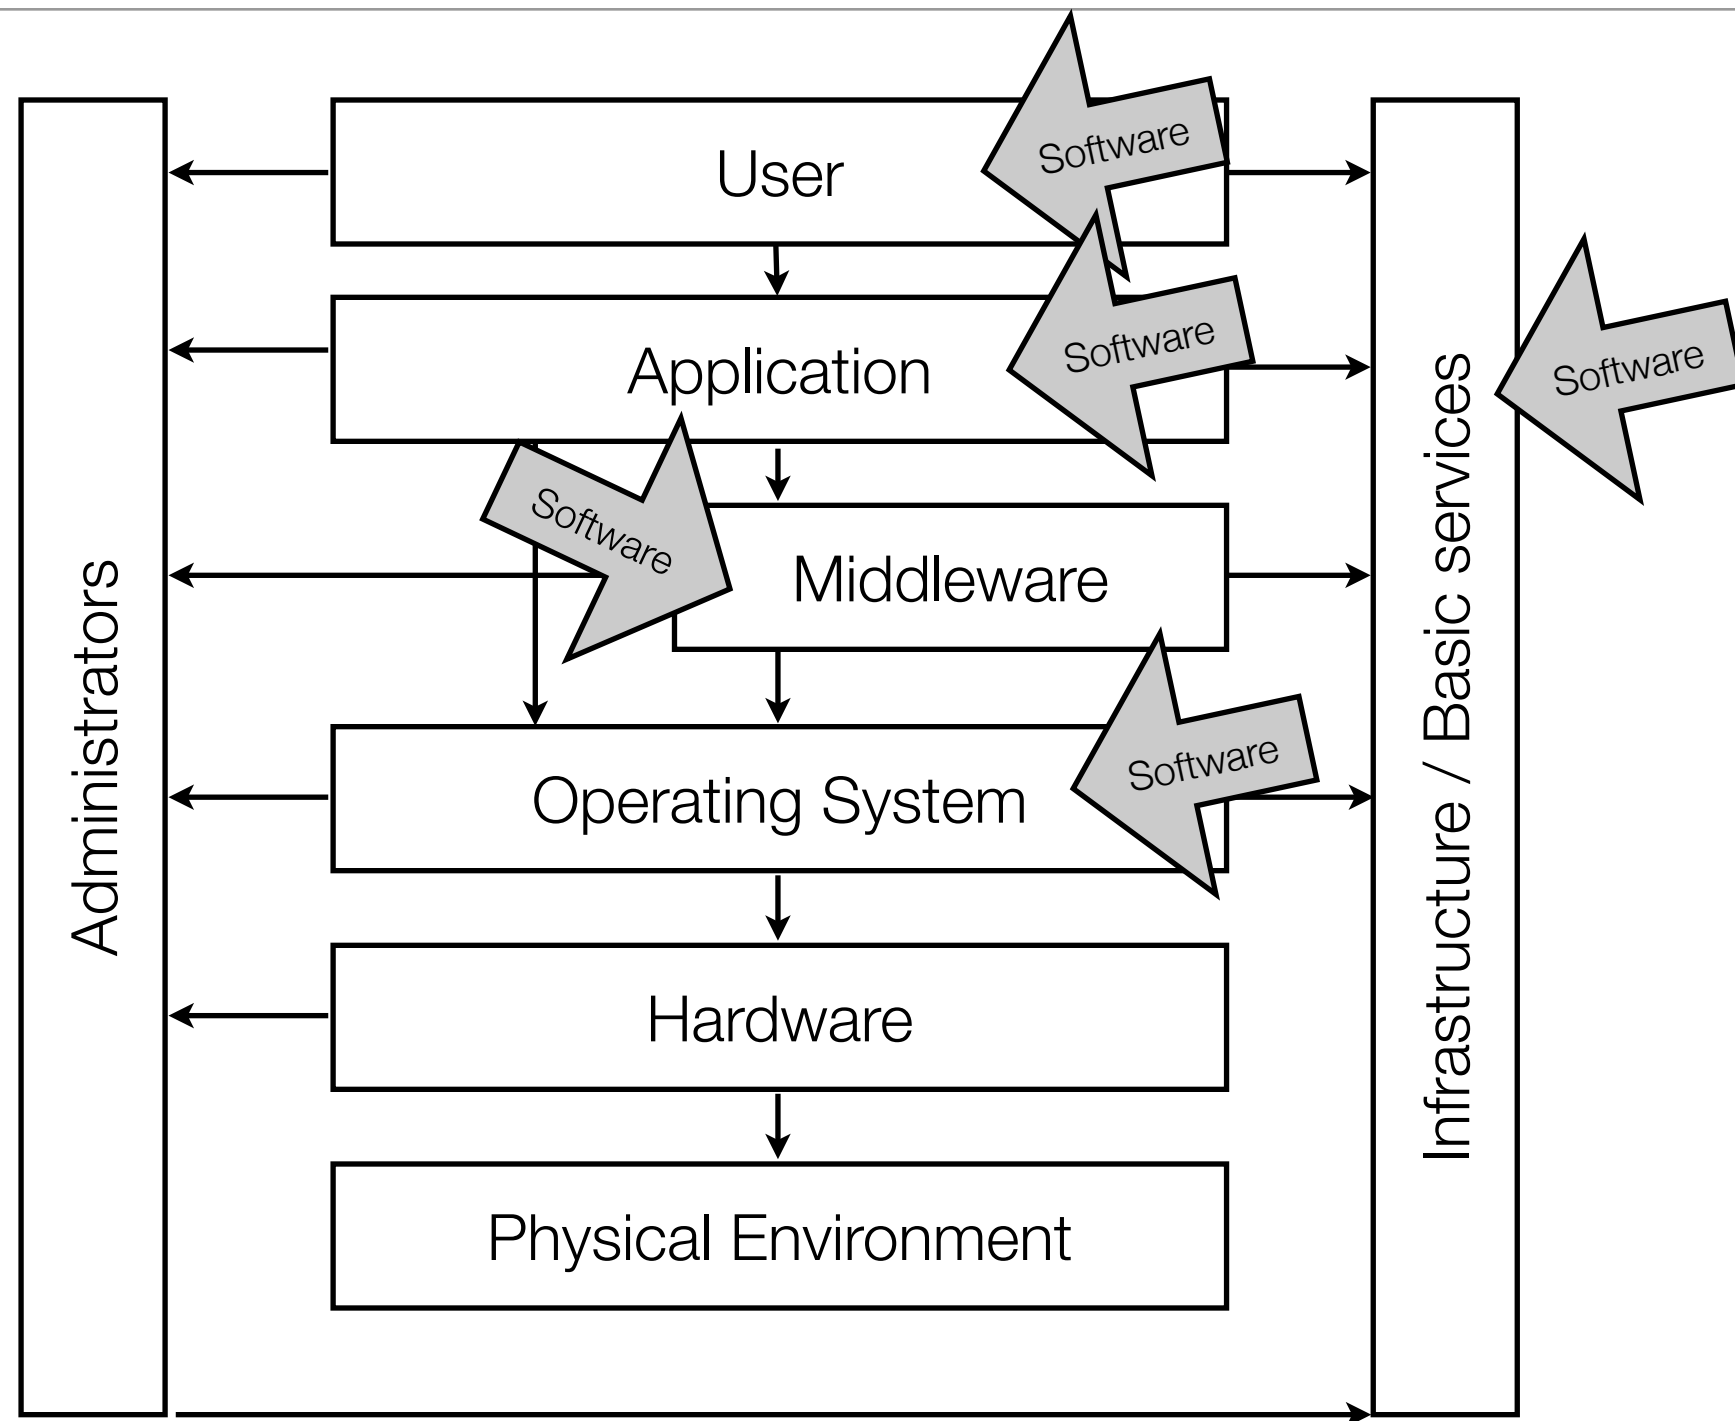 User
Software
Application
Software
Software
Software
Middleware
Operating System
Software
Hardware
Physical Environment
Administrators
Infrastructure / Basic services